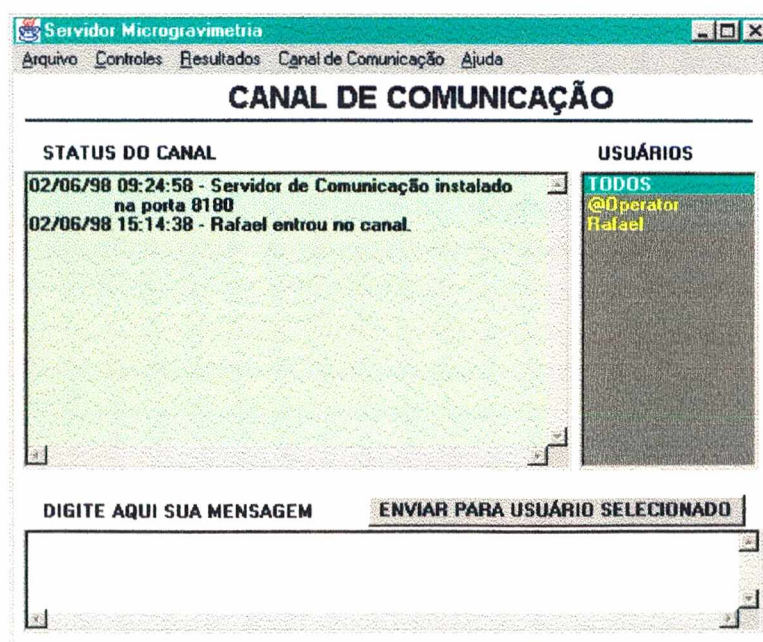 Servidor Microgravimetria
Arquivo Controles Resultados Canal de Comunicação Ajuda
CANAL DE COMUNICAÇÃO
STATUS DO CANAL
USUÁRIOS
02/06/98 09:24:58 - Servidor de Comunicação instalado
na porta 8180
02/06/98 15:14:38 - Rafael entrou no canal.
TODOS
@Operator
Rafael
DIGITE AQUI SUA MENSAGEM
ENVIAR PARA USUÁRIO SELECIONADO